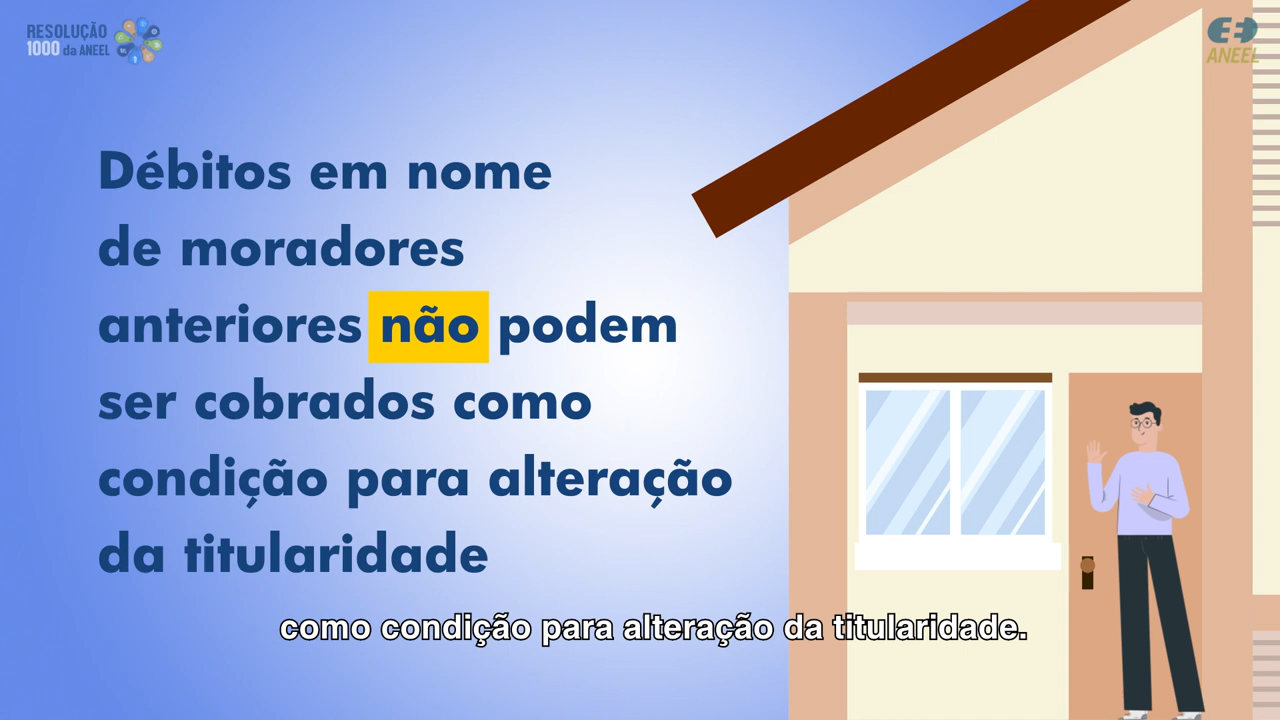 RESOLUÇÃO
1000 da ANEEL
ANEEL
Débitos em nome
de moradores
anteriores não podem
ser cobrados como
condição para alteração
da titularidade
como condição para alteração da titularidade.